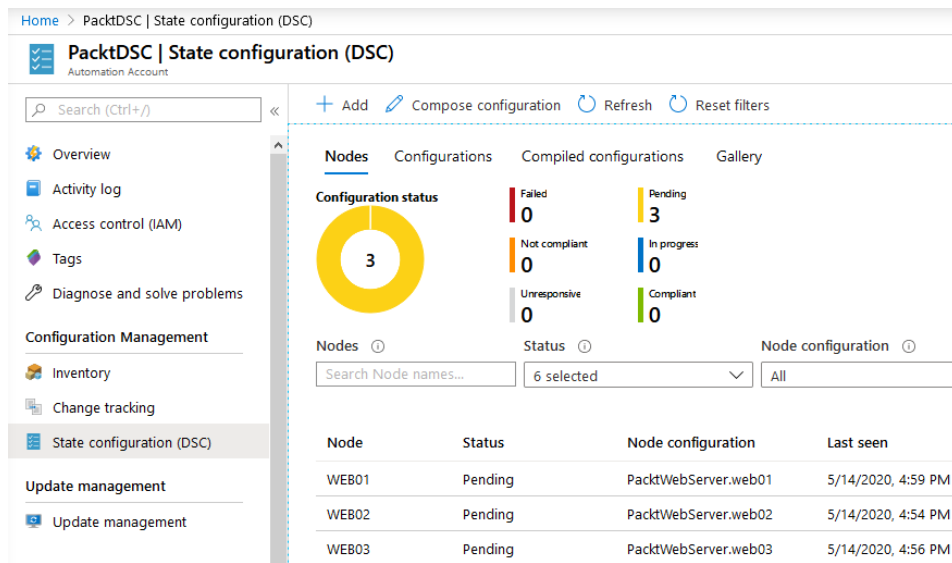 Home > PacktDSC | State configuration (DSC)
PacktDSC | State configuration (DSC)
Automation Account
Search (Ctrl+/)
«
Overview
Activity log
Access control (IAM)
Tags
Diagnose and solve problems
Configuration Management
Inventory
Change tracking
State configuration (DSC)
Update management
Update management
Add Compose configuration Refresh Reset filters
Nodes Configurations Compiled configurations Gallery
Configuration status
3
Failed
0
Pending
3
Not compliant
0
In progress
0
Unresponsive
0
Compliant
0
Nodes Status Node configuration
Search Node names... 6 selected All
Node Status Node configuration Last seen
WEB01 Pending PacktWebServer.web01 5/14/2020, 4:59 PM
WEB02 Pending PacktWebServer.web02 5/14/2020, 4:54 PM
WEB03 Pending PacktWebServer.web03 5/14/2020, 4:56 PM